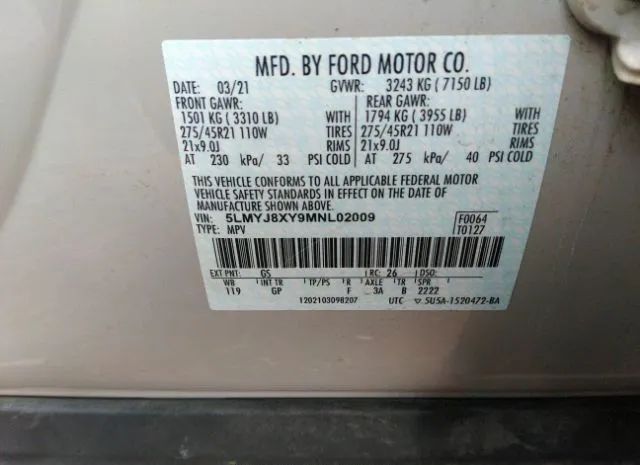 MFD. BY FORD MOTOR CO.
DATE: 03/21 GVWR: 3243 KG ( 7150 LB)
FRONT GAWR: REAR GAWR:
1501 KG ( 3310 LB) WITH 1794 KG ( 3955 LB) WITH
275/45R21 110W TIRES 275/45R21 110W TIRES
21x9.0J RIMS 21x9.0J RIMS
AT 230 kPa/ 33 PSI COLD AT 275 kPa/ 40 PSI COLD
THIS VEHICLE CONFORMS TO ALL APPLICABLE FEDERAL MOTOR
VEHICLE SAFETY STANDARDS IN EFFECT ON THE DATE OF
MANUFACTURE SHOWN ABOVE.
VIN: 5LMYJ8XY9MNL02009 F0064
TYPE: MPV T0127
EXT PNT: GS RC: 26 DSO:
WB INT TR TP/PS R AXLE TR SPR
119 GP F 3A B 2222
1202103098207 UTC ▽ 5U5A-1520472-BA